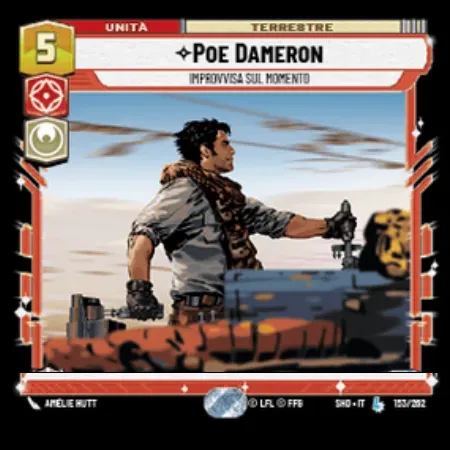 5
UNITÀ
TERRESTRE
POE DAMERON
IMPROVVISA SUL MOMENTO
AMÉLIE HUTT
© LFL © FFG
SHD • IT 153/262